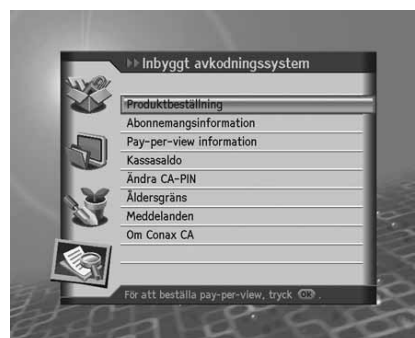 Inbyggt avkodningssystem
Produktbeställning
Abonnemangsinformation
Pay-per-view information
Kassasaldo
Ändra CA-PIN
Åldersgräns
Meddelanden
Om Conax CA
För att beställa pay-per-view, tryck OK .